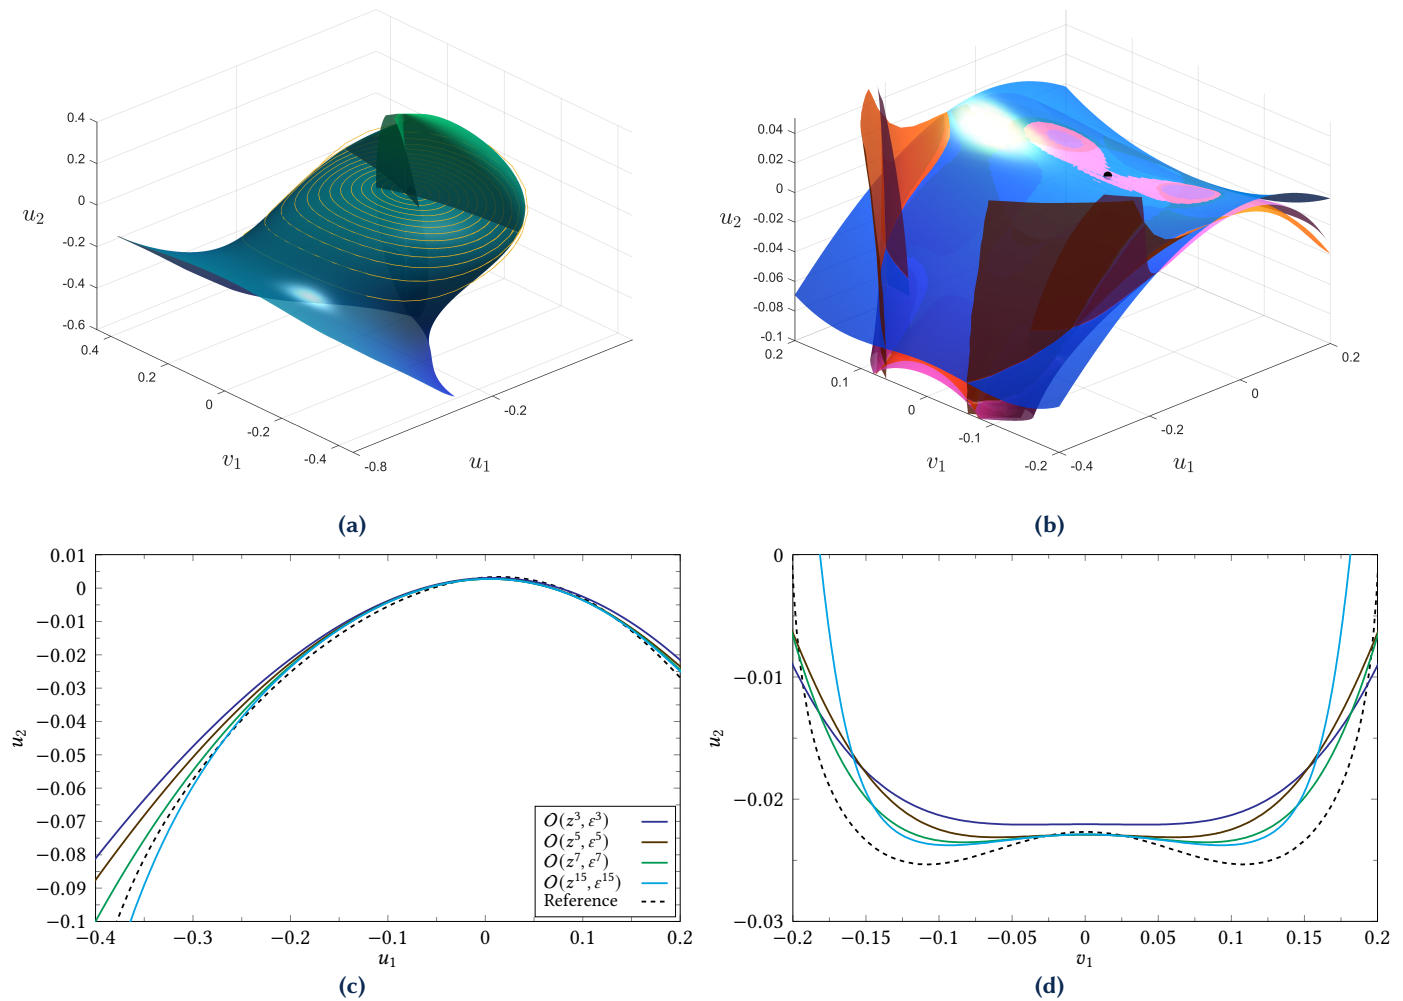 0.4
0.2
0
-0.2
-0.4
-0.6
u2
0.4
0.2
0
-0.2
-0.4
v1
-0.8
-0.2
u1
(a)
0.04
0.02
0
-0.02
-0.04
-0.06
-0.08
-0.1
u2
0.2
0.1
0
-0.1
-0.2
v1
-0.4
-0.2
0
0.2
u1
(b)
0.01
0
−0.01
−0.02
−0.03
−0.04
−0.05
−0.06
−0.07
−0.08
−0.09
−0.1
u2
O(z³, ε³)
O(z⁵, ε⁵)
O(z⁷, ε⁷)
O(z¹⁵, ε¹⁵)
Reference
−0.4 −0.3 −0.2 −0.1 0 0.1 0.2
u1
(c)
0
−0.01
−0.02
−0.03
u2
−0.2 −0.15 −0.1 −0.05 0 0.05 0.1 0.15 0.2
v1
(d)